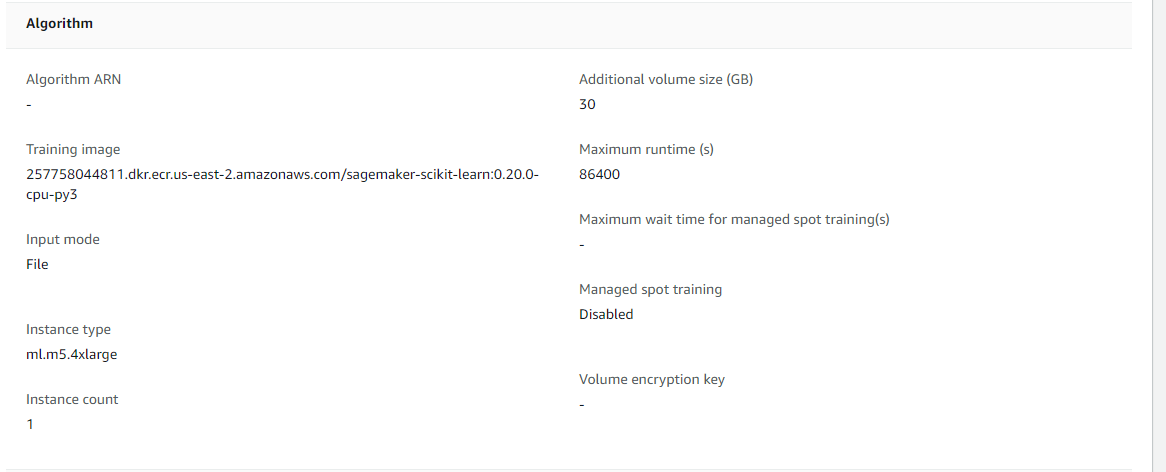 Algorithm
Algorithm ARN
-
Training image
257758044811.dkr.ecr.us-east-2.amazonaws.com/sagemaker-scikit-learn:0.20.0-
cpu-py3
Input mode
File
Instance type
ml.m5.4xlarge
Instance count
1
Additional volume size (GB)
30
Maximum runtime (s)
86400
Maximum wait time for managed spot training(s)
-
Managed spot training
Disabled
Volume encryption key
-